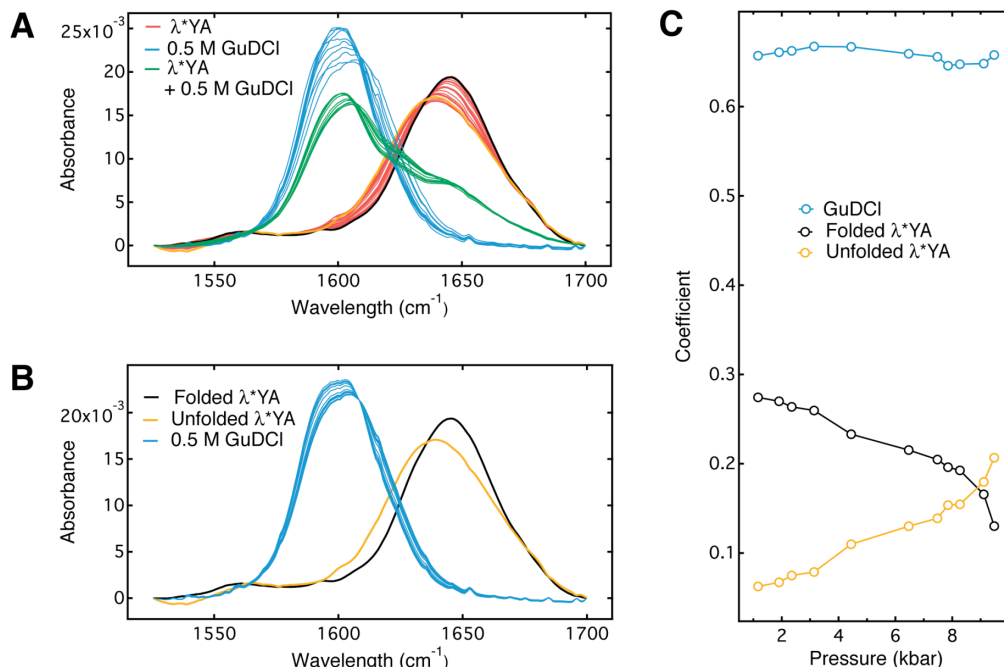 A
25x10-3
20
15
10
5
0
Absorbance
λ*YA
0.5 M GuDCl
λ*YA
+ 0.5 M GuDCl
1550
1600
1650
1700
Wavelength (cm-1)
B
20x10-3
15
10
5
0
Absorbance
Folded λ*YA
Unfolded λ*YA
0.5 M GuDCl
1550
1600
1650
1700
Wavelength (cm-1)
C
0.6
0.5
0.4
0.3
0.2
0.1
Coefficient
GuDCl
Folded λ*YA
Unfolded λ*YA
2
4
6
8
Pressure (kbar)